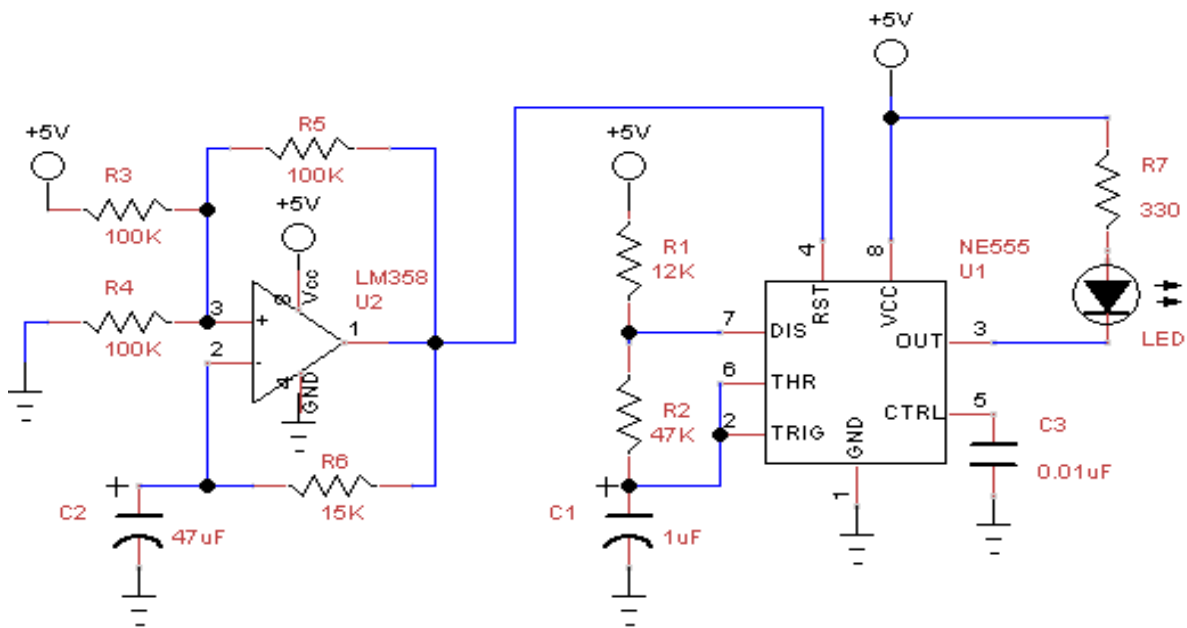 +5V
R3
100K
R4
100K
R5
100K
+5V
LM358
U2
3
+
2
-
8
Vcc
1
4
GND
R6
15K
+
C2
47uF
+5V
R1
12K
R2
47K
+
C1
1uF
+5V
4
8
NE555
U1
RST
VCC
7
DIS
6
THR
2
TRIG
OUT
3
CTRL
5
GND
1
R7
330
LED
C3
0.01uF